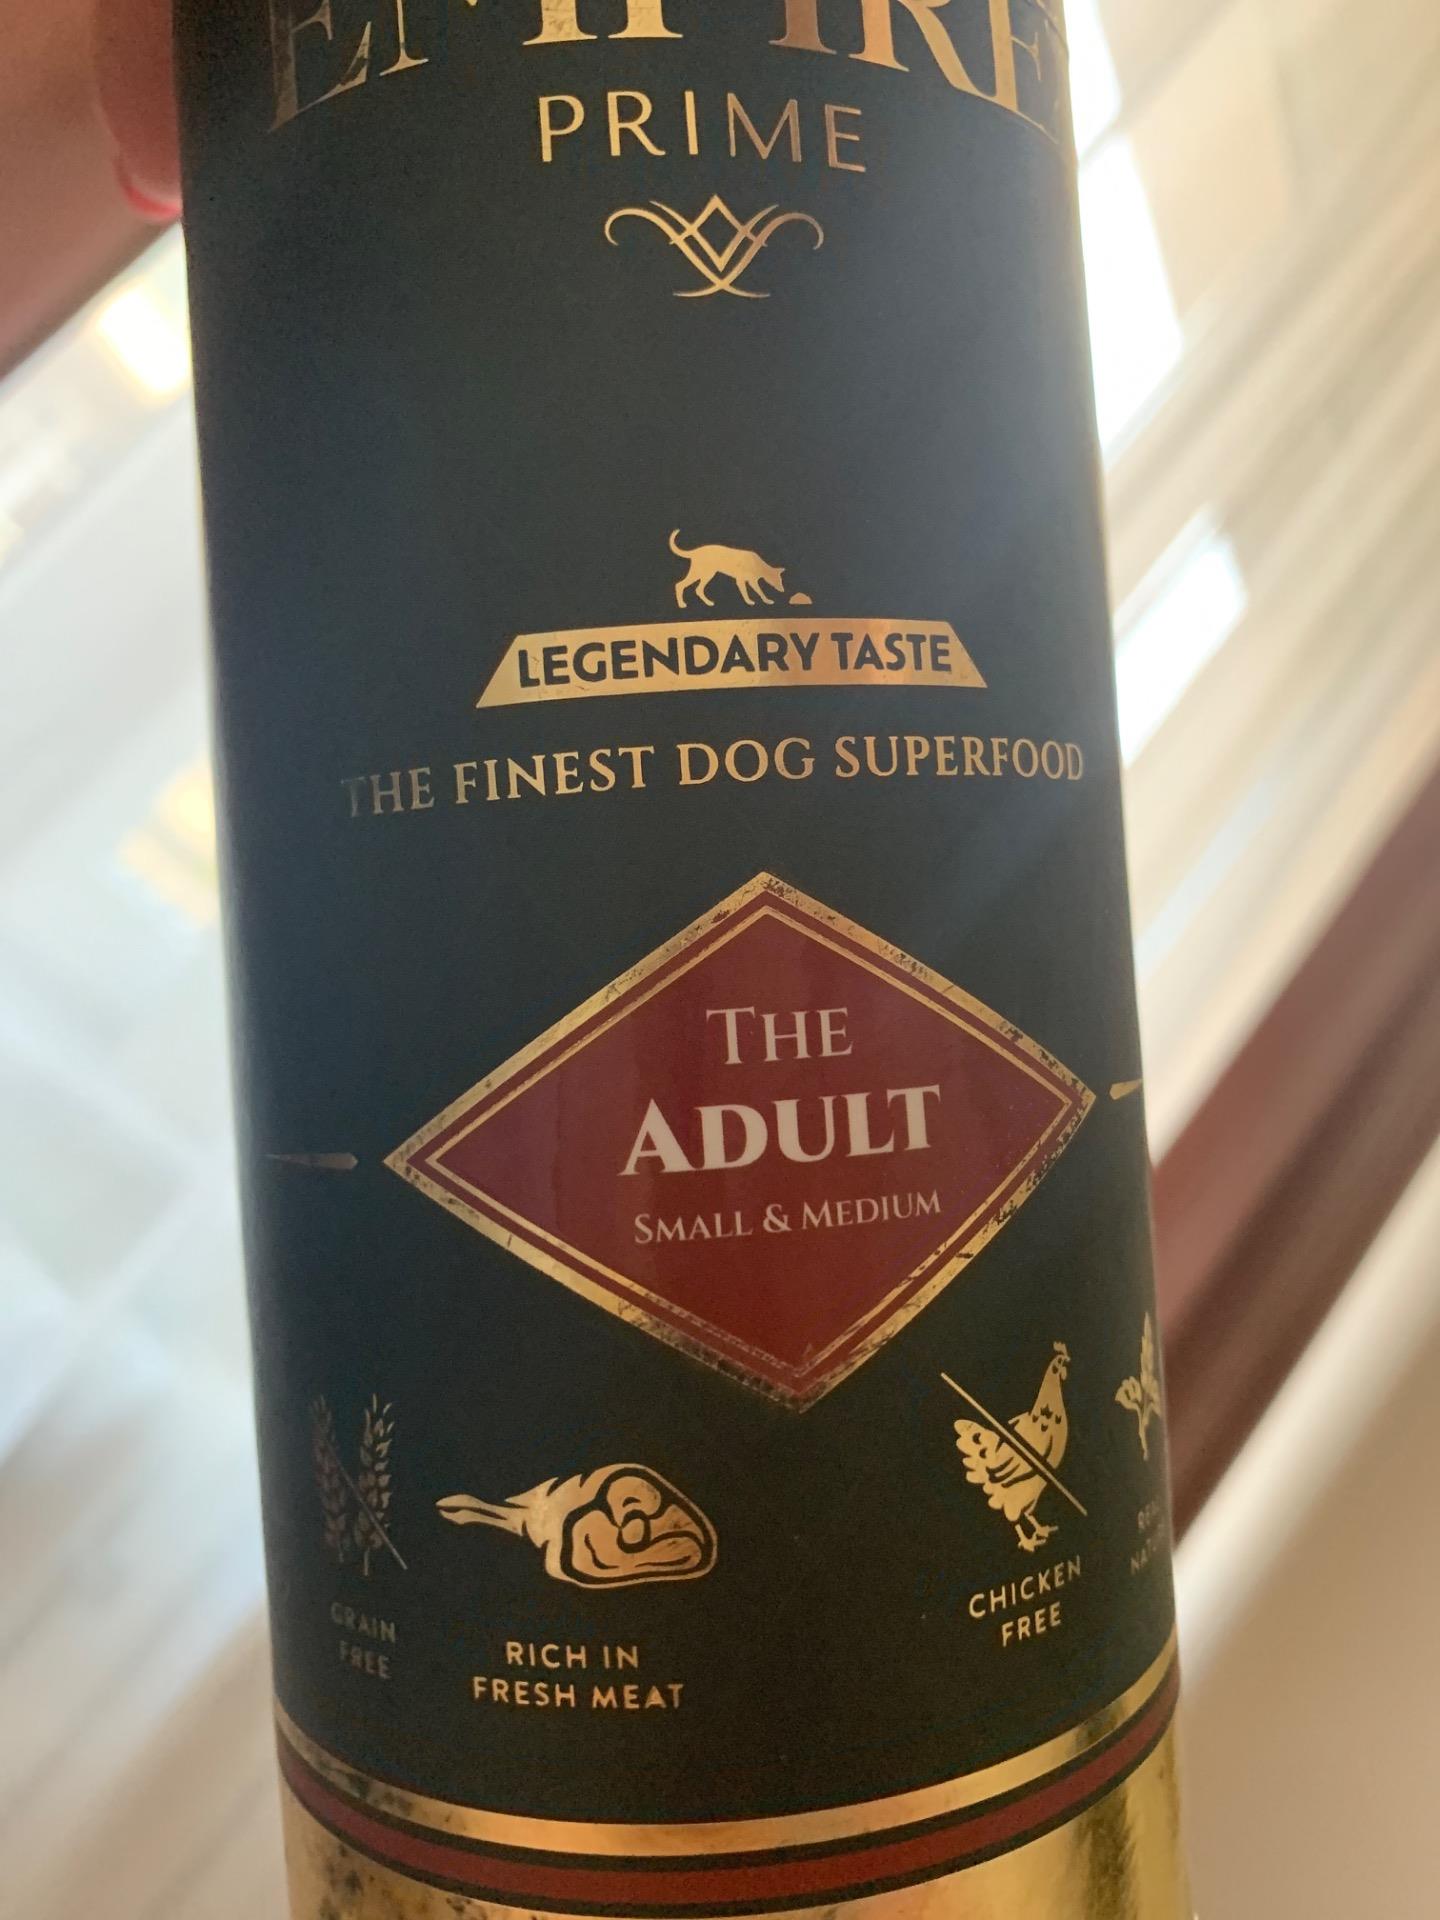 EMPIRE
PRIME
LEGENDARY TASTE
THE FINEST DOG SUPERFOOD
THE
ADULT
SMALL & MEDIUM
GRAIN
FREE
RICH IN
FRESH MEAT
CHICKEN
FREE